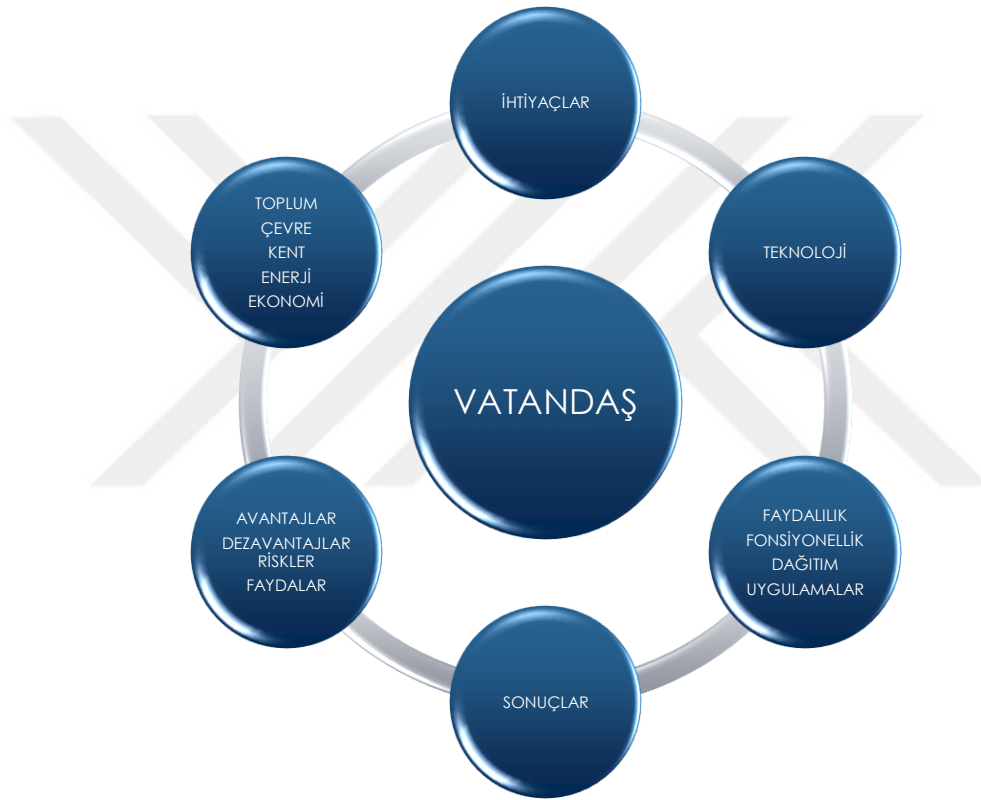 İHTİYAÇLAR
TOPLUM
ÇEVRE
KENT
ENERJİ
EKONOMİ
TEKNOLOJİ
VATANDAŞ
AVANTAJLAR
DEZAVANTAJLAR
RİSKLER
FAYDALAR
FAYDALILIK
FONSİYONELLİK
DAĞITIM
UYGULAMALAR
SONUÇLAR